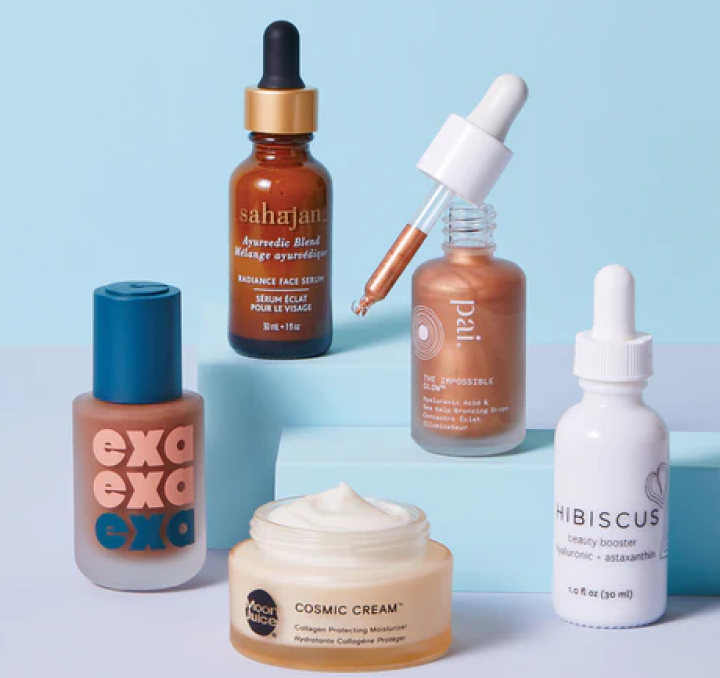 sahajan
Ayurvedic Blend
Mélange ayurvédique
RADIANCE FACE SERUM
SÉRUM ÉCLAT
POUR LE VISAGE
30 mL • 1 fl oz
pai.
THE IMPOSSIBLE
GLOW™
Hyaluronic Acid &
Sea Kelp Bronzing Drops
Concentré Éclat
Illuminateur
exa
exa
exa
HIBISCUS
beauty booster
hyaluronic + astaxanthin
1.0 fl oz (30 ml)
Moon
Juice
COSMIC CREAM™
Collagen Protecting Moisturizer
Hydratante Collagène Protéger